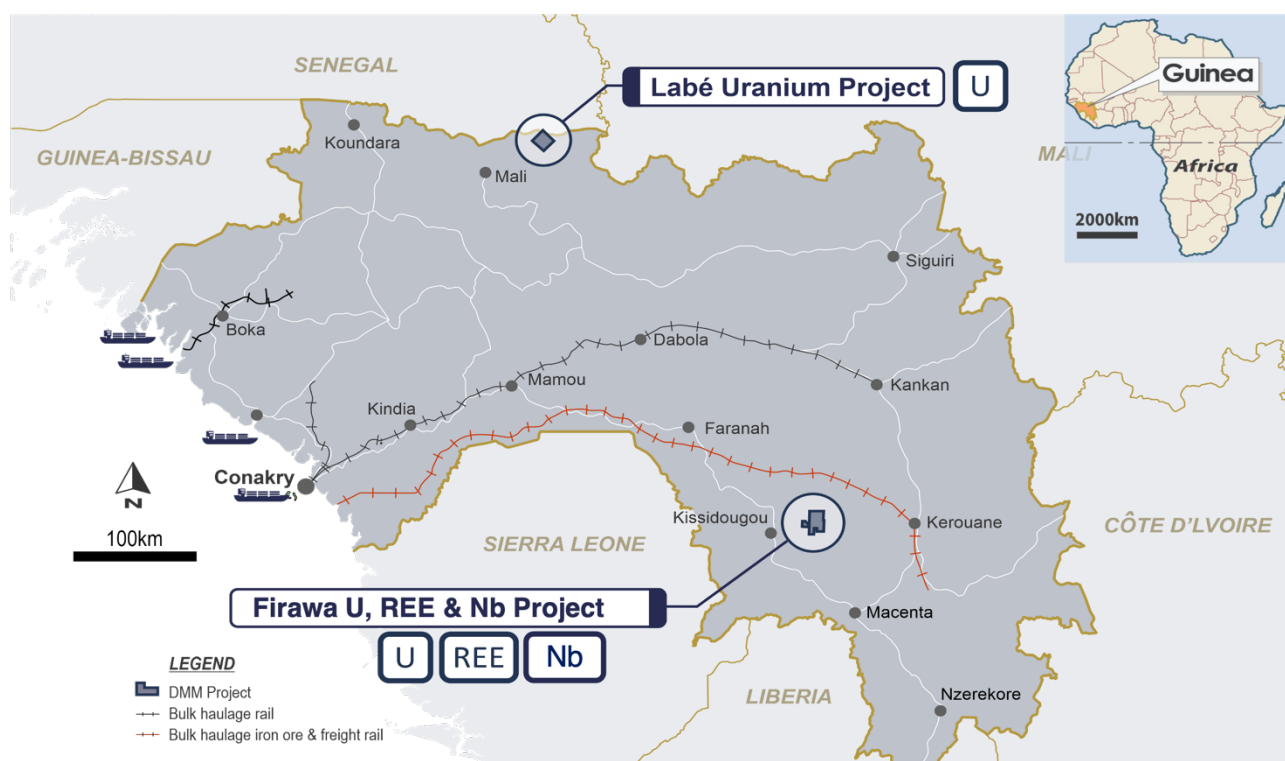 SENEGAL
Labé Uranium Project
U
Guinea
Africa
2000km
GUINEA-BISSAU
MALI
Koundara
Mali
Siguiri
Boka
Dabola
Mamou
Kankan
Kindia
Faranah
Conakry
N
100km
Kissidougou
Kerouane
SIERRA LEONE
CÔTE D'LVOIRE
Firawa U, REE & Nb Project
U
REE
Nb
Macenta
LIBERIA
Nzerekore
LEGEND
DMM Project
Bulk haulage rail
Bulk haulage iron ore & freight rail